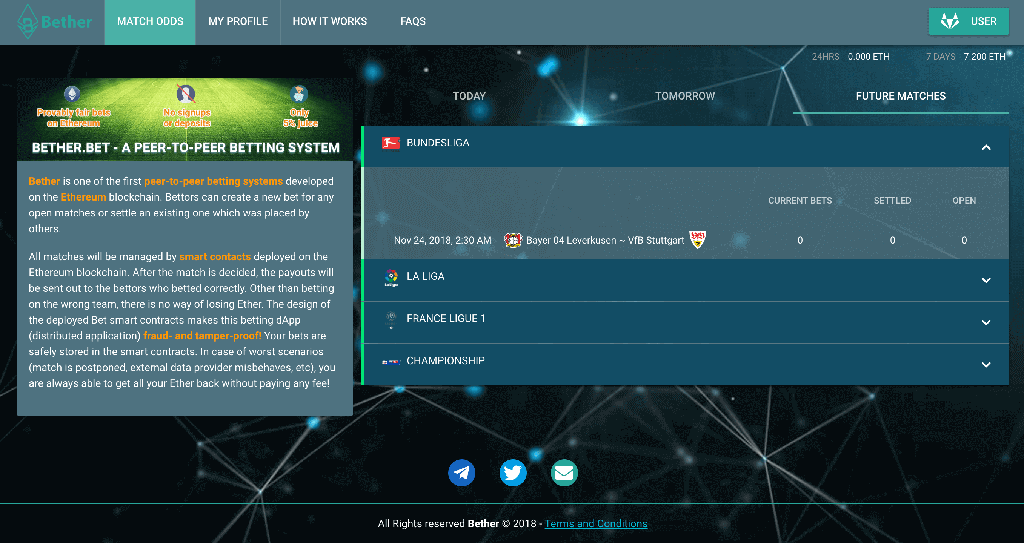 Bether
MATCH ODDS
MY PROFILE
HOW IT WORKS
FAQS
USER
24HRS 0.000 ETH 7 DAYS 7.200 ETH
Provably fair bets
on Ethereum
No signups
or deposits
Only
5% juice
BETHER.BET - A PEER-TO-PEER BETTING SYSTEM
Bether is one of the first peer-to-peer betting systems developed
on the Ethereum blockchain. Bettors can create a new bet for any
open matches or settle an existing one which was placed by
others.
All matches will be managed by smart contacts deployed on the
Ethereum blockchain. After the match is decided, the payouts will
be sent out to the bettors who betted correctly. Other than betting
on the wrong team, there is no way of losing Ether. The design of
the deployed Bet smart contracts makes this betting dApp
(distributed application) fraud- and tamper-proof! Your bets are
safely stored in the smart contracts. In case of worst scenarios
(match is postponed, external data provider misbehaves, etc), you
are always able to get all your Ether back without paying any fee!
TODAY
TOMORROW
FUTURE MATCHES
BUNDESLIGA
CURRENT BETS SETTLED OPEN
Nov 24, 2018, 2:30 AM Bayer 04 Leverkusen ~ VfB Stuttgart 0 0 0
LA LIGA
FRANCE LIGUE 1
CHAMPIONSHIP
All Rights reserved Bether © 2018 - Terms and Conditions